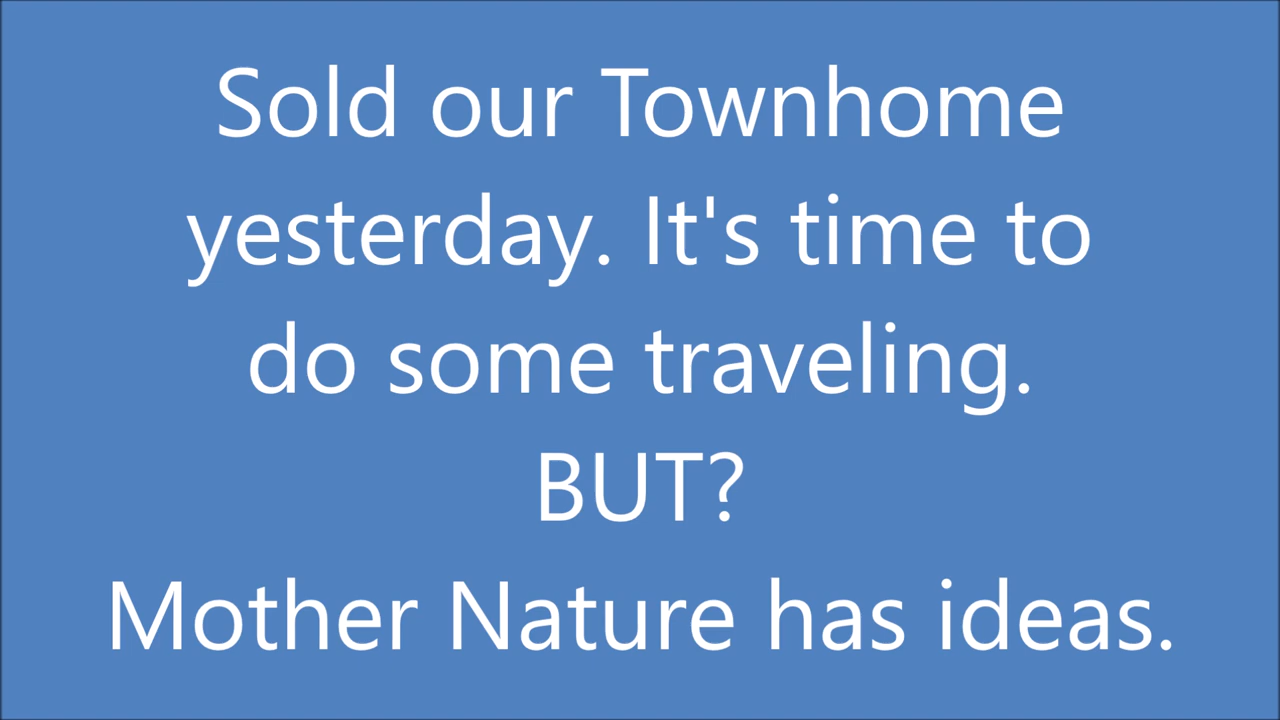 Sold our Townhome
yesterday. It's time to
do some traveling.
BUT?
Mother Nature has ideas.